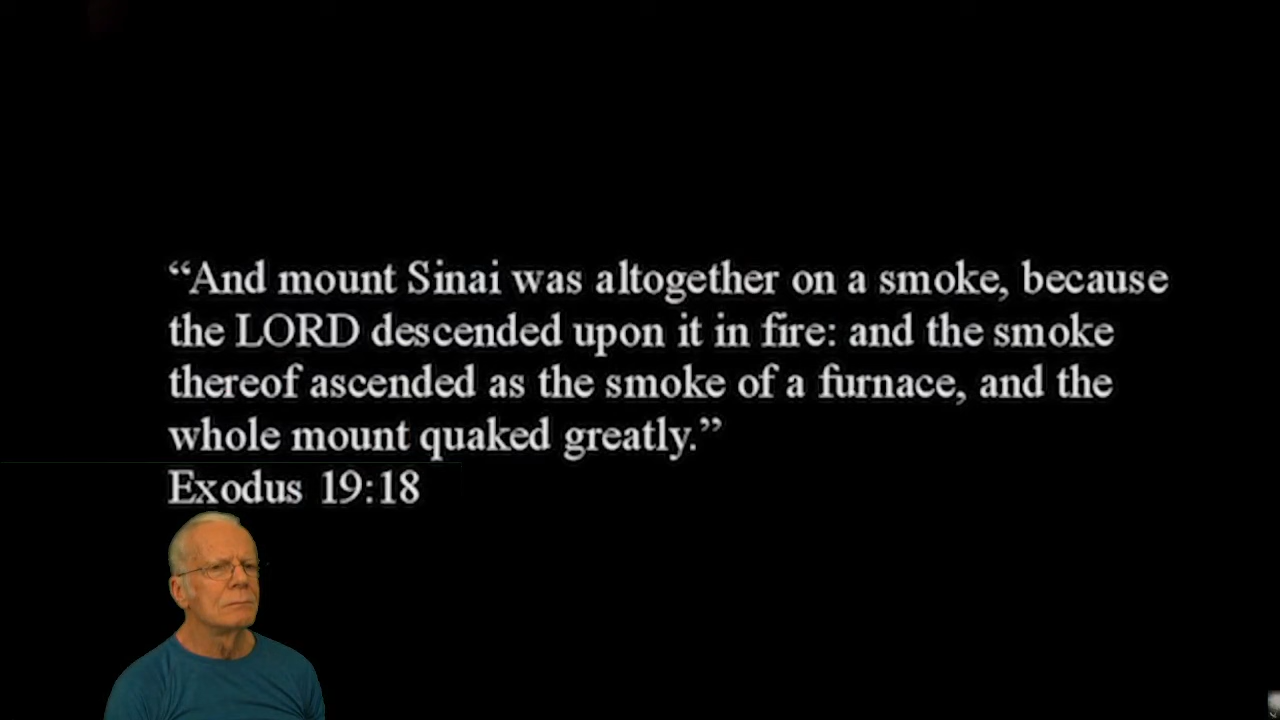 “And mount Sinai was altogether on a smoke, because
the LORD descended upon it in fire: and the smoke
thereof ascended as the smoke of a furnace, and the
whole mount quaked greatly.”
Exodus 19:18